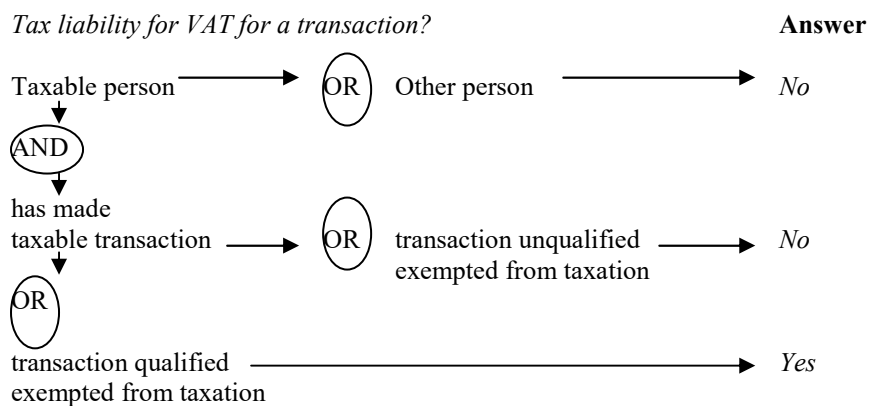 Tax liability for VAT for a transaction? Answer
Taxable person OR Other person No
AND
has made
taxable transaction OR transaction unqualified No
exempted from taxation
OR
transaction qualified Yes
exempted from taxation